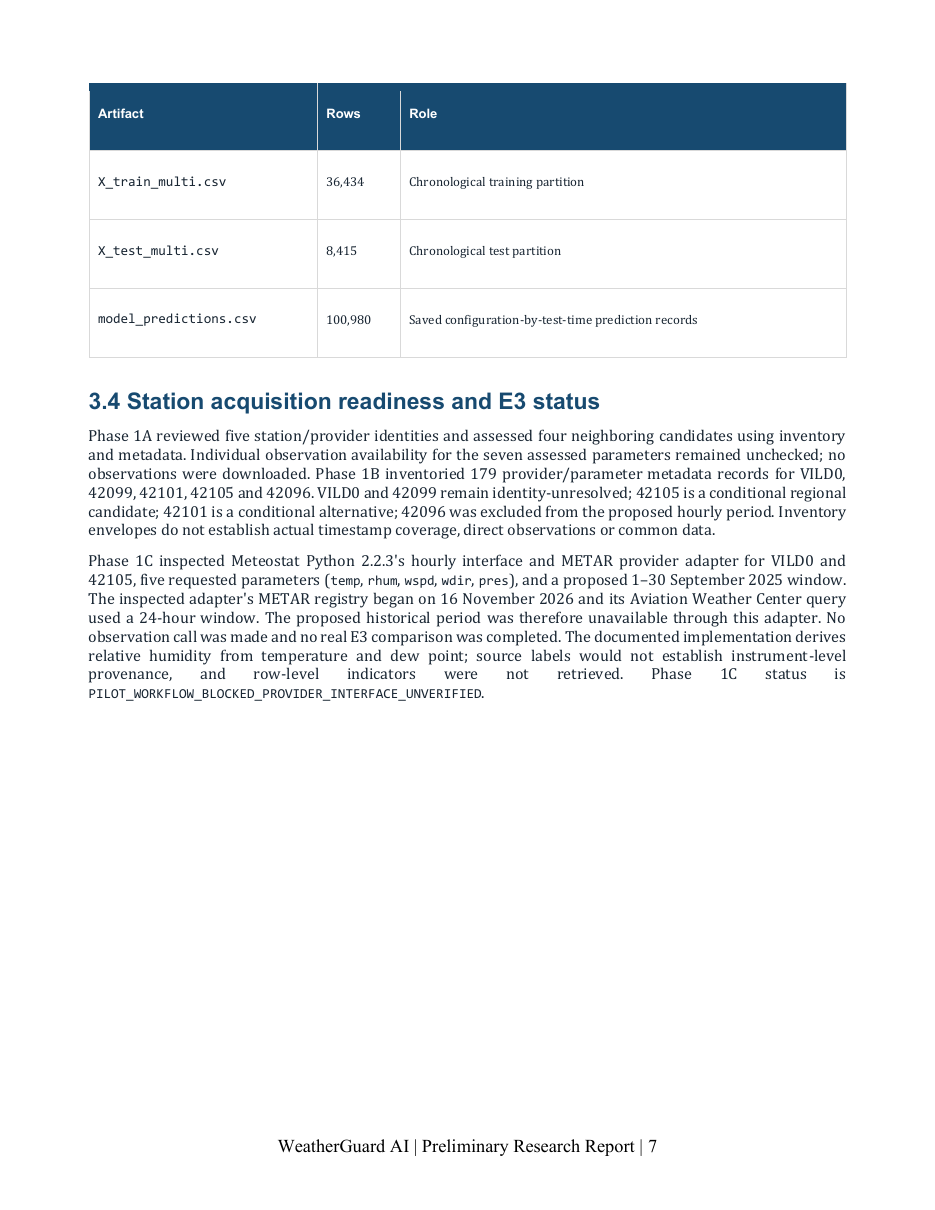 Artifact Rows Role
X_train_multi.csv 36,434 Chronological training partition
X_test_multi.csv 8,415 Chronological test partition
model_predictions.csv 100,980 Saved configuration-by-test-time prediction records
3.4 Station acquisition readiness and E3 status
Phase 1A reviewed five station/provider identities and assessed four neighboring candidates using inventory
and metadata. Individual observation availability for the seven assessed parameters remained unchecked; no
observations were downloaded. Phase 1B inventoried 179 provider/parameter metadata records for VILD0,
42099, 42101, 42105 and 42096. VILD0 and 42099 remain identity-unresolved; 42105 is a conditional regional
candidate; 42101 is a conditional alternative; 42096 was excluded from the proposed hourly period. Inventory
envelopes do not establish actual timestamp coverage, direct observations or common data.
Phase 1C inspected Meteostat Python 2.2.3's hourly interface and METAR provider adapter for VILD0 and
42105, five requested parameters (temp, rhum, wspd, wdir, pres), and a proposed 1–30 September 2025 window.
The inspected adapter's METAR registry began on 16 November 2026 and its Aviation Weather Center query
used a 24-hour window. The proposed historical period was therefore unavailable through this adapter. No
observation call was made and no real E3 comparison was completed. The documented implementation derives
relative humidity from temperature and dew point; source labels would not establish instrument-level
provenance, and row-level indicators were not retrieved. Phase 1C status is
PILOT_WORKFLOW_BLOCKED_PROVIDER_INTERFACE_UNVERIFIED.
WeatherGuard AI | Preliminary Research Report | 7